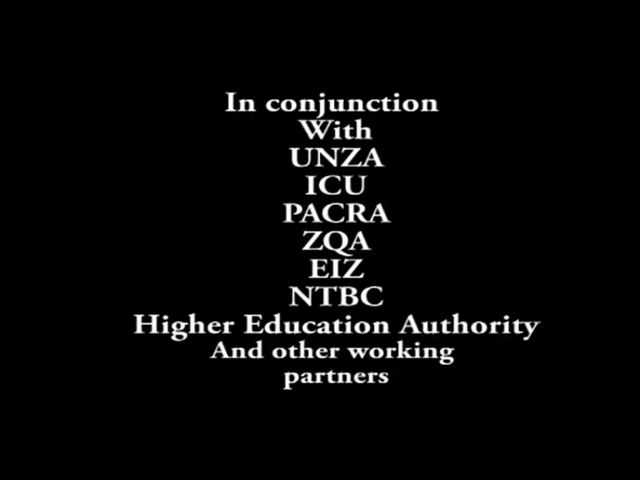 In conjunction
With
UNZA
ICU
PACRA
ZQA
EIZ
NTBC
Higher Education Authority
And other working
partners